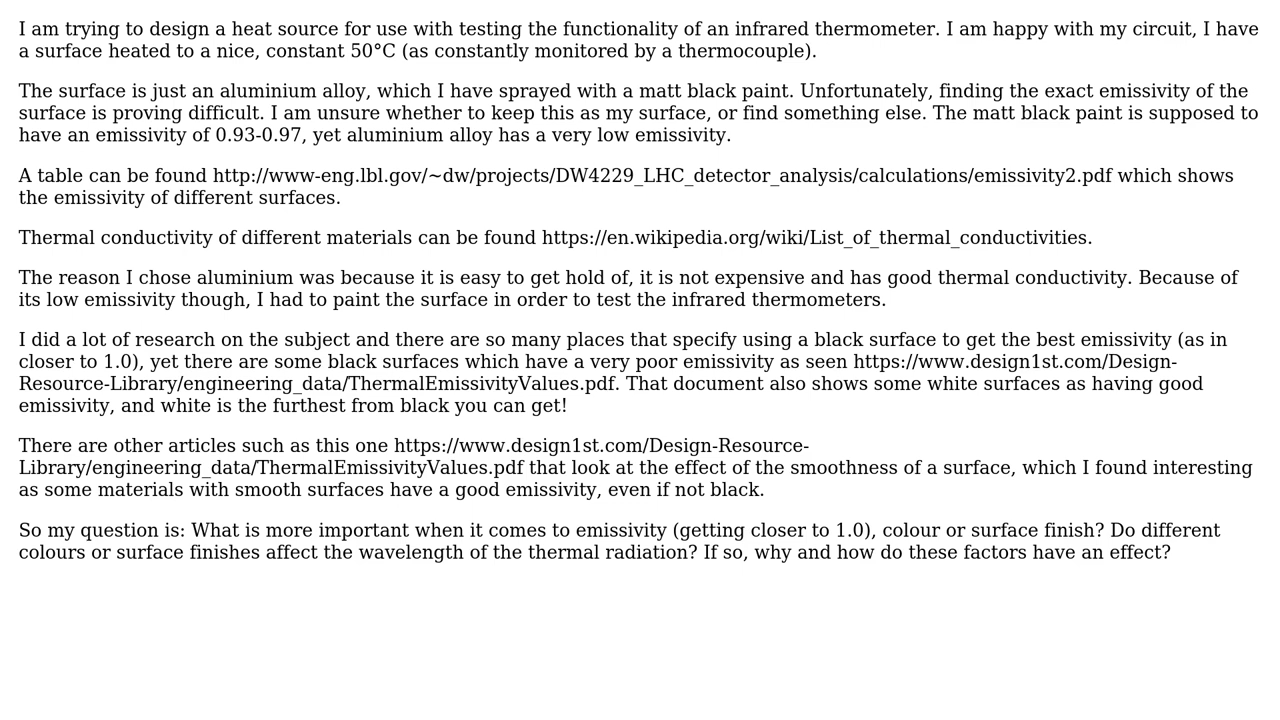 I am trying to design a heat source for use with testing the functionality of an infrared thermometer. I am happy with my circuit, I have
a surface heated to a nice, constant 50°C (as constantly monitored by a thermocouple).
The surface is just an aluminium alloy, which I have sprayed with a matt black paint. Unfortunately, finding the exact emissivity of the
surface is proving difficult. I am unsure whether to keep this as my surface, or find something else. The matt black paint is supposed to
have an emissivity of 0.93-0.97, yet aluminium alloy has a very low emissivity.
A table can be found http://www-eng.lbl.gov/~dw/projects/DW4229_LHC_detector_analysis/calculations/emissivity2.pdf which shows
the emissivity of different surfaces.
Thermal conductivity of different materials can be found https://en.wikipedia.org/wiki/List_of_thermal_conductivities.
The reason I chose aluminium was because it is easy to get hold of, it is not expensive and has good thermal conductivity. Because of
its low emissivity though, I had to paint the surface in order to test the infrared thermometers.
I did a lot of research on the subject and there are so many places that specify using a black surface to get the best emissivity (as in
closer to 1.0), yet there are some black surfaces which have a very poor emissivity as seen https://www.design1st.com/Design-
Resource-Library/engineering_data/ThermalEmissivityValues.pdf. That document also shows some white surfaces as having good
emissivity, and white is the furthest from black you can get!
There are other articles such as this one https://www.design1st.com/Design-Resource-
Library/engineering_data/ThermalEmissivityValues.pdf that look at the effect of the smoothness of a surface, which I found interesting
as some materials with smooth surfaces have a good emissivity, even if not black.
So my question is: What is more important when it comes to emissivity (getting closer to 1.0), colour or surface finish? Do different
colours or surface finishes affect the wavelength of the thermal radiation? If so, why and how do these factors have an effect?